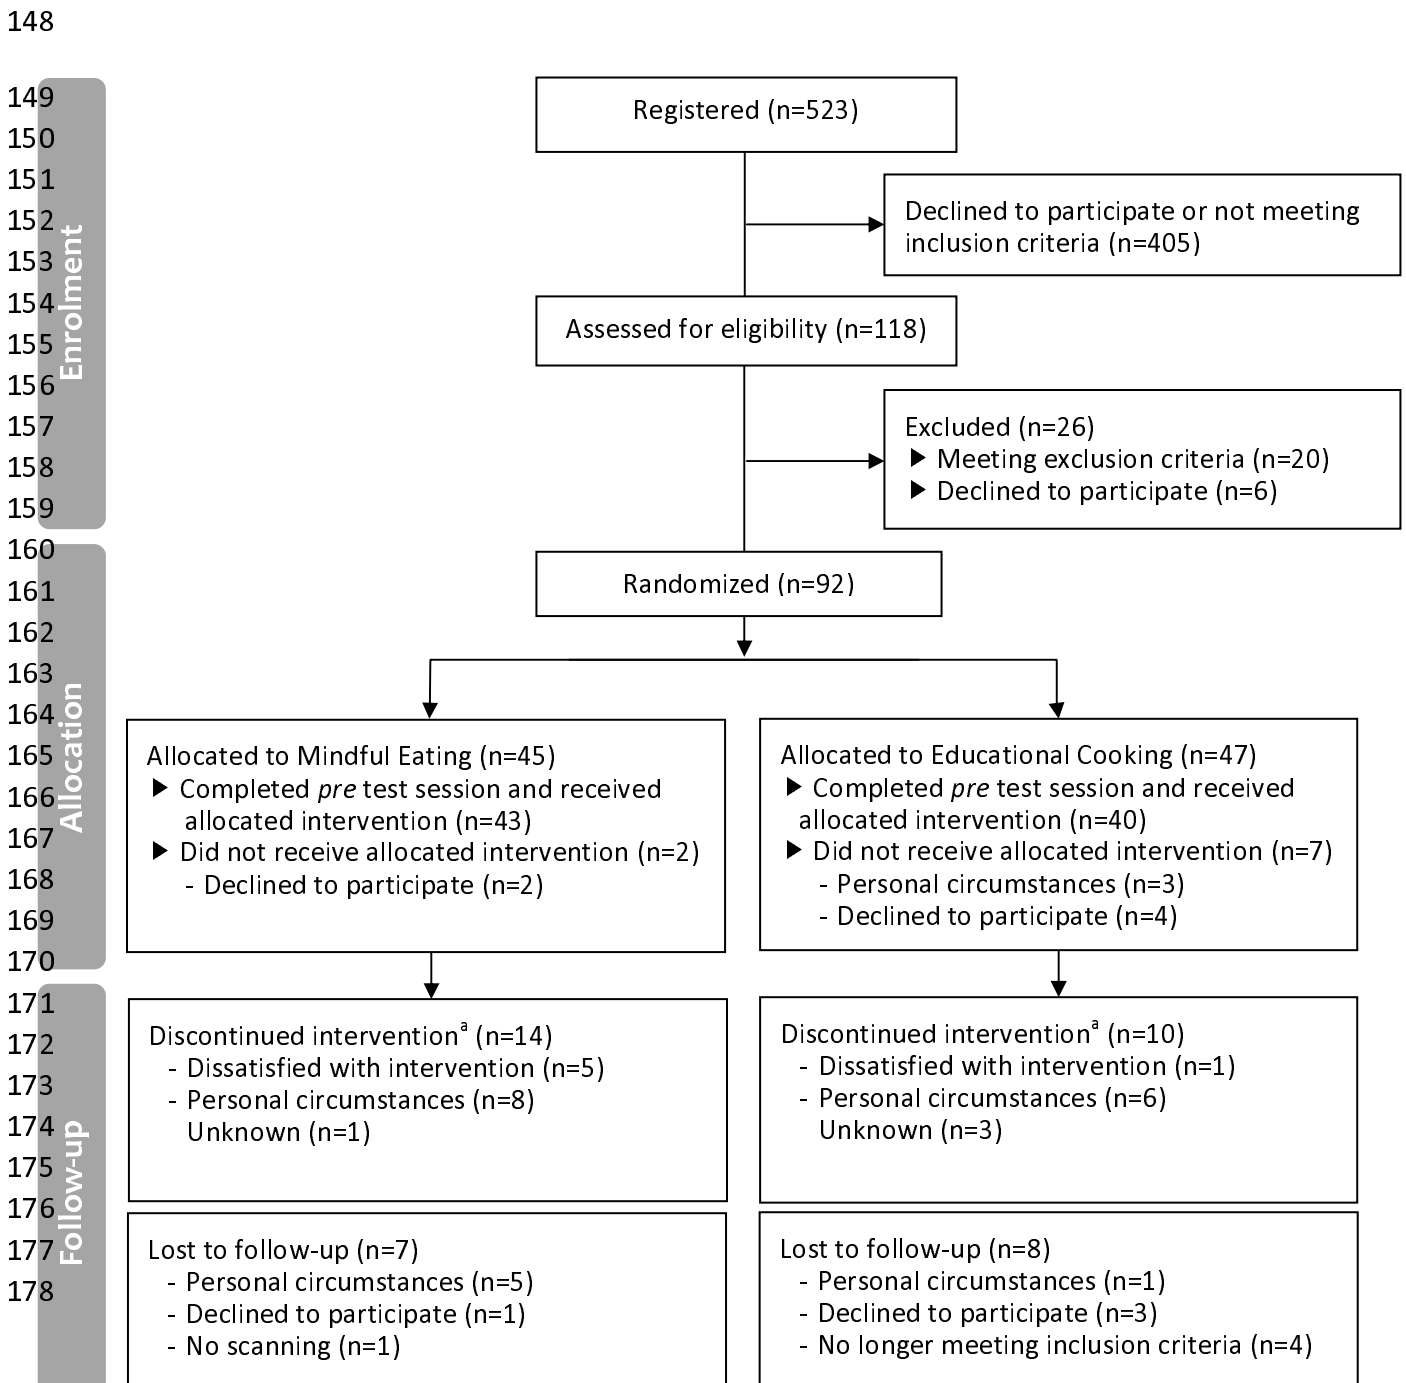 148
149
150
151
152
153
154
155
156
157
158
159
160
161
162
163
164
165
166
167
168
169
170
171
172
173
174
175
176
177
178
Enrolment
Registered (n=523)
Declined to participate or not meeting
inclusion criteria (n=405)
Assessed for eligibility (n=118)
Excluded (n=26)
▶ Meeting exclusion criteria (n=20)
▶ Declined to participate (n=6)
Allocation
Randomized (n=92)
Allocated to Mindful Eating (n=45)
▶ Completed pre test session and received
allocated intervention (n=43)
▶ Did not receive allocated intervention (n=2)
- Declined to participate (n=2)
Allocated to Educational Cooking (n=47)
▶ Completed pre test session and received
allocated intervention (n=40)
▶ Did not receive allocated intervention (n=7)
- Personal circumstances (n=3)
- Declined to participate (n=4)
Follow-up
Discontinued interventionᵃ (n=14)
- Dissatisfied with intervention (n=5)
- Personal circumstances (n=8)
Unknown (n=1)
Discontinued interventionᵃ (n=10)
- Dissatisfied with intervention (n=1)
- Personal circumstances (n=6)
Unknown (n=3)
Lost to follow-up (n=7)
- Personal circumstances (n=5)
- Declined to participate (n=1)
- No scanning (n=1)
Lost to follow-up (n=8)
- Personal circumstances (n=1)
- Declined to participate (n=3)
- No longer meeting inclusion criteria (n=4)